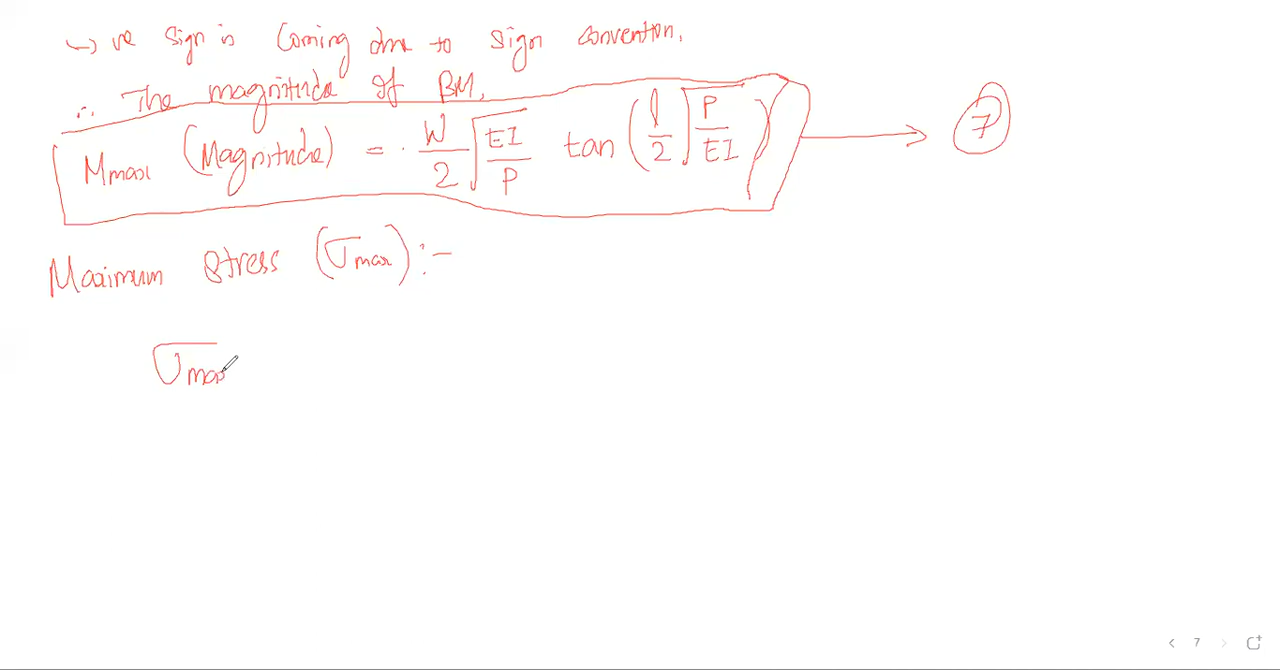 ↳ ve sign is coming due to sign convention.
∴ The magnitude of BM,
Mmax (Magnitude) = W/2 √(EI/P) tan (l/2 √(P/EI)) → 7
Maximum stress (σmax) :-
σmax
< 7 >